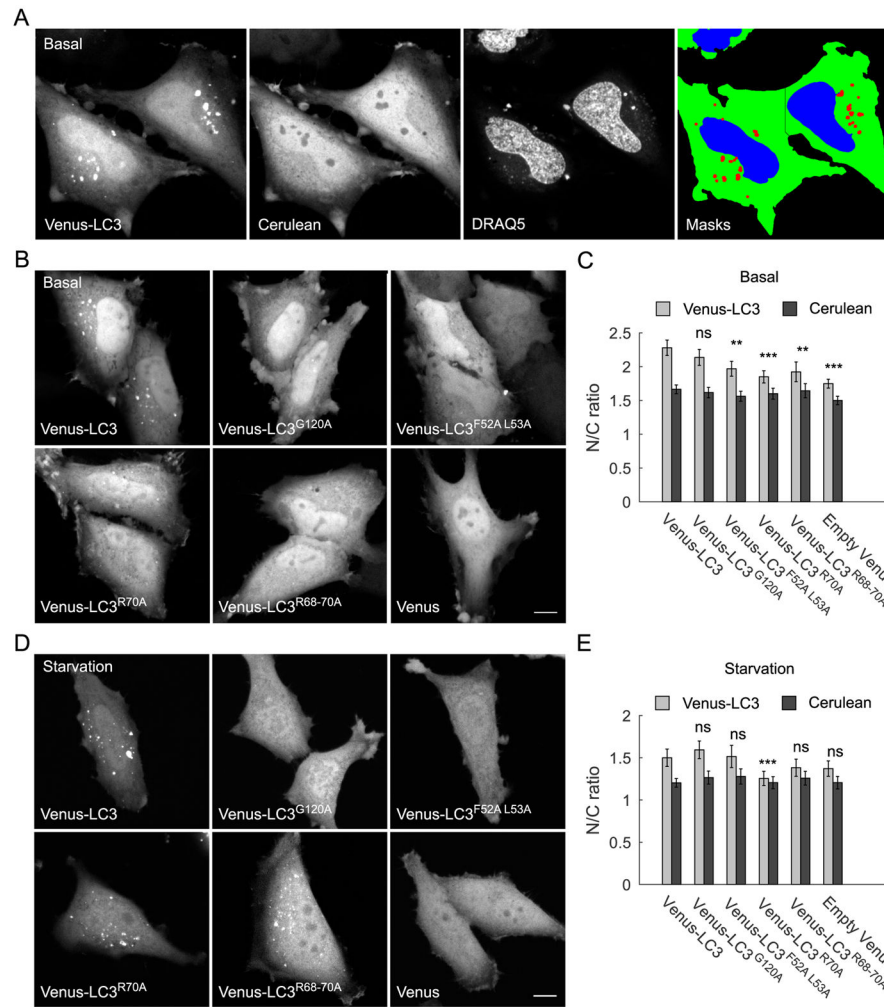 A
Basal
Venus-LC3
Cerulean
DRAQ5
Masks
B
Basal
Venus-LC3
Venus-LC3G120A
Venus-LC3F52A L53A
Venus-LC3R70A
Venus-LC3R68-70A
Venus
C
Basal
Venus-LC3 Cerulean
N/C ratio
2.5
2
1.5
1
0.5
0
ns
**
***
**
***
Venus-LC3
Venus-LC3 G120A
Venus-LC3 F52A L53A
Venus-LC3 R70A
Venus-LC3 R68-70A
Empty Venu
D
Starvation
Venus-LC3
Venus-LC3G120A
Venus-LC3F52A L53A
Venus-LC3R70A
Venus-LC3R68-70A
Venus
E
Starvation
Venus-LC3 Cerulean
N/C ratio
2
1.5
1
0.5
0
ns
ns
***
ns
ns
Venus-LC3
Venus-LC3 G120A
Venus-LC3 F52A L53A
Venus-LC3 R70A
Venus-LC3 R68-70A
Empty Venu